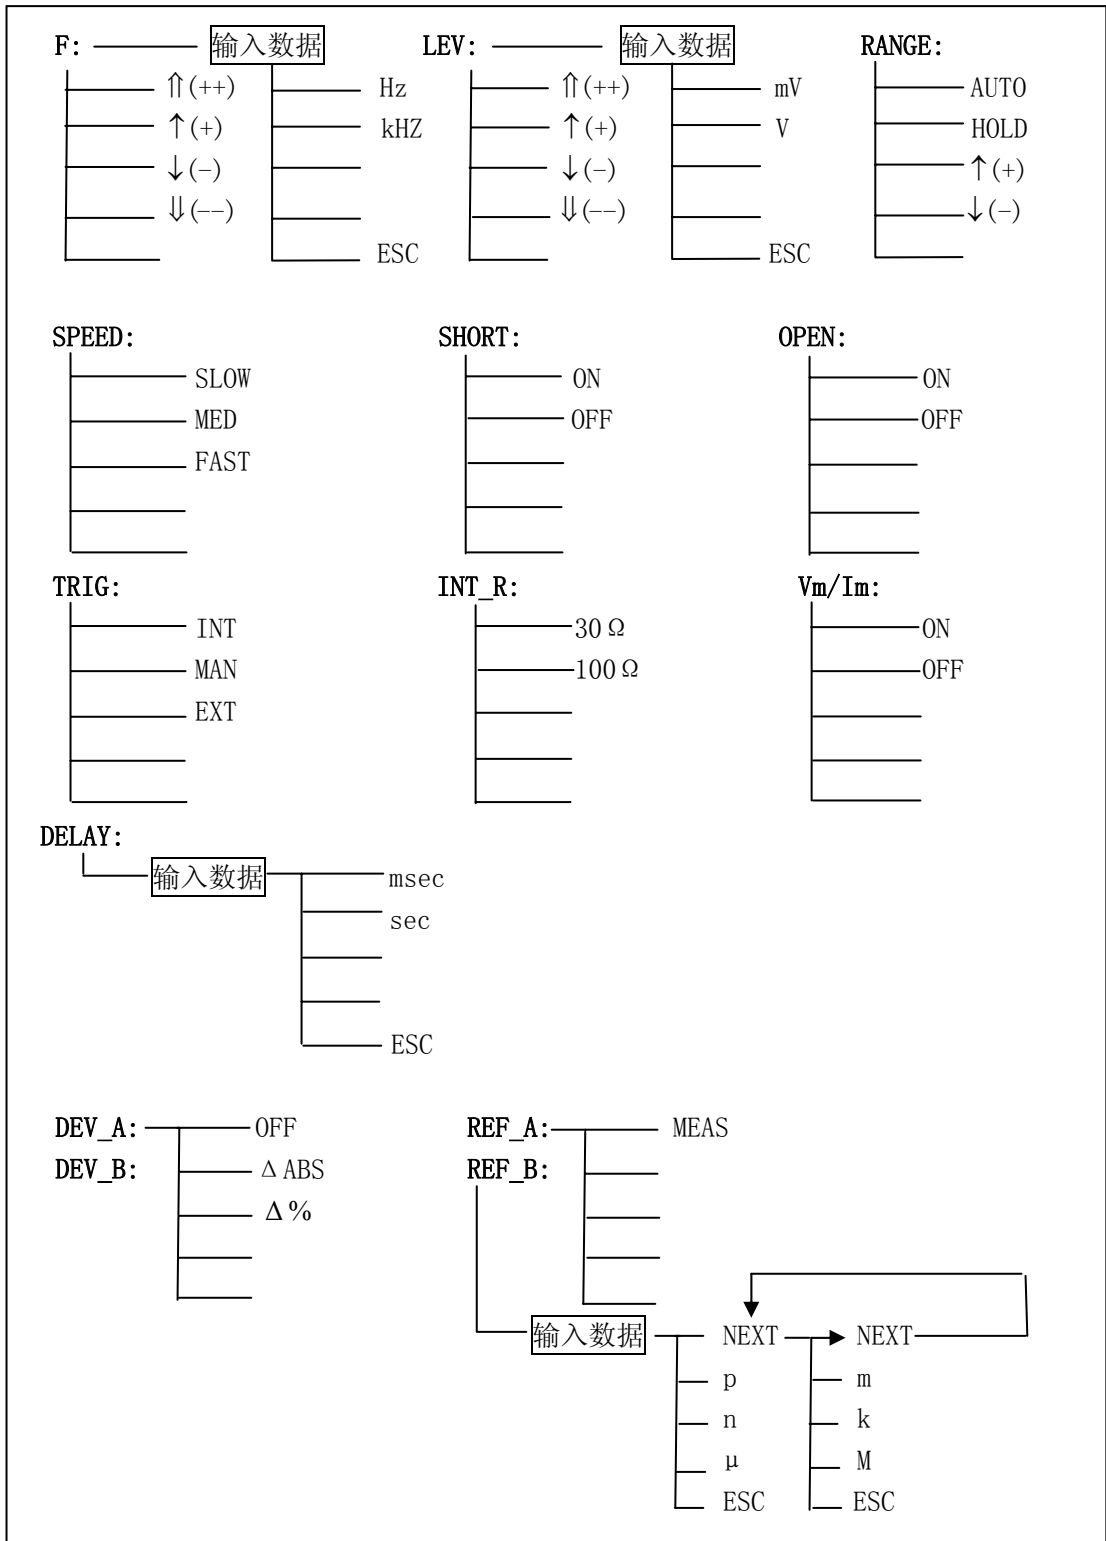 F: 输入数据 LEV: 输入数据 RANGE:
⇑(++) Hz ⇑(++) mV AUTO
↑(+) kHZ ↑(+) V HOLD
↓(-) ↓(-) ↑(+)
⇓(--) ⇓(--) ↓(-)
ESC ESC
SPEED: SHORT: OPEN:
SLOW ON ON
MED OFF OFF
FAST
TRIG: INT_R: Vm/Im:
INT 30Ω ON
MAN 100Ω OFF
EXT
DELAY:
输入数据 msec
sec
ESC
DEV_A: OFF REF_A: MEAS
DEV_B: ΔABS REF_B:
Δ%
输入数据 NEXT NEXT
p m
n k
μ M
ESC ESC